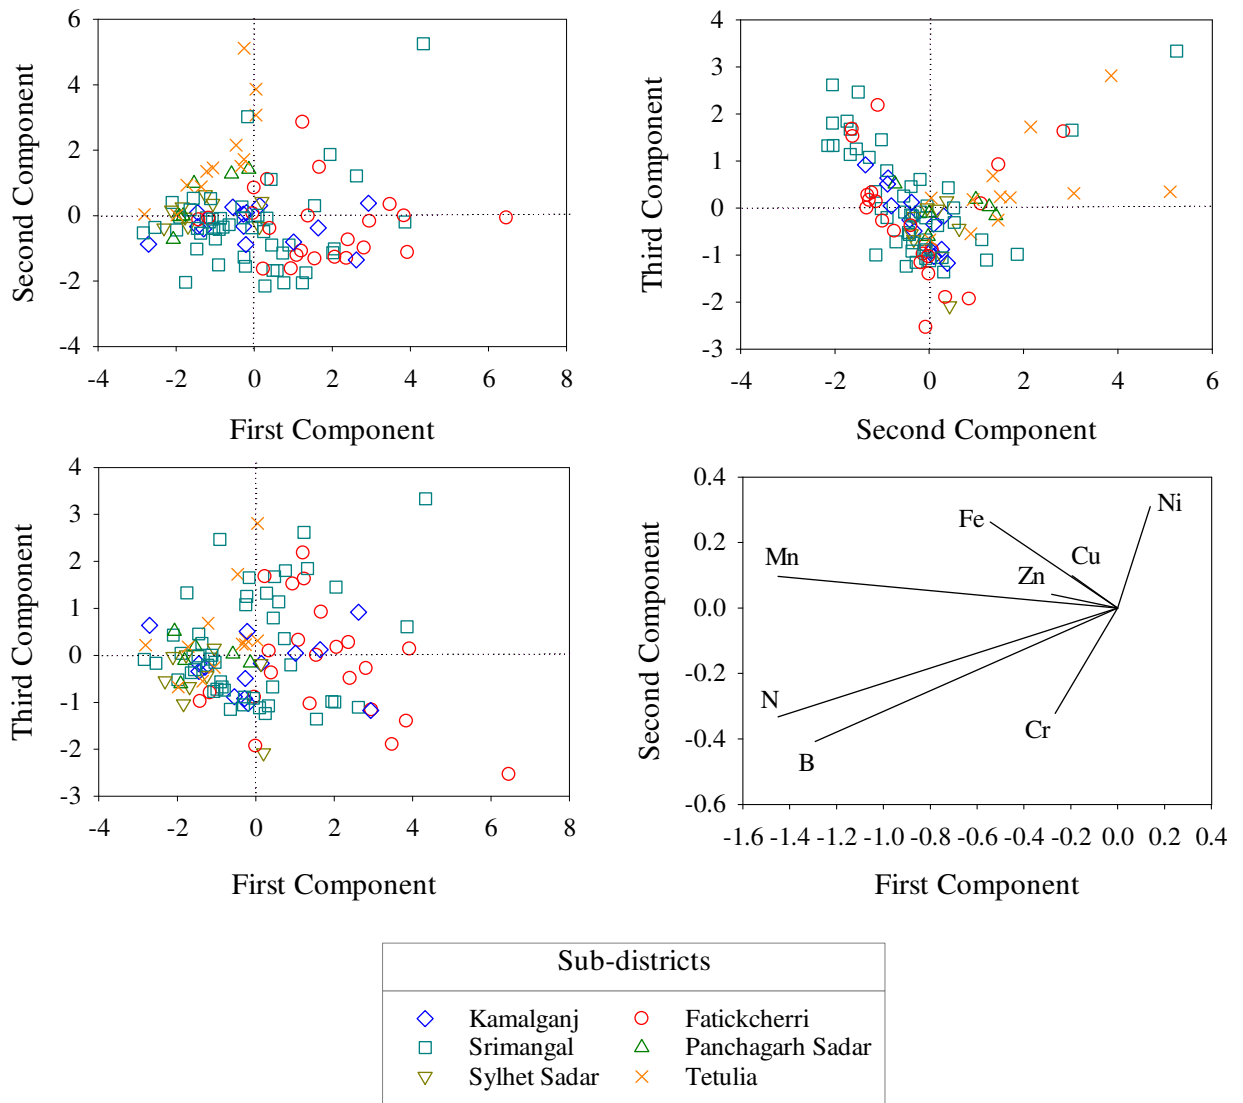 6
4
2
0
-2
-4
-4 -2 0 2 4 6 8
Second Component
First Component
4
3
2
1
0
-1
-2
-3
-4 -2 0 2 4 6
Third Component
Second Component
4
3
2
1
0
-1
-2
-3
-4 -2 0 2 4 6 8
Third Component
First Component
0.4
0.2
0.0
-0.2
-0.4
-0.6
-1.6 -1.4 -1.2 -1.0 -0.8 -0.6 -0.4 -0.2 0.0 0.2 0.4
Second Component
First Component
Ni
Fe
Cu
Mn
Zn
N
Cr
B
Sub-districts
Kamalganj Fatickcherri
Srimangal Panchagarh Sadar
Sylhet Sadar Tetulia